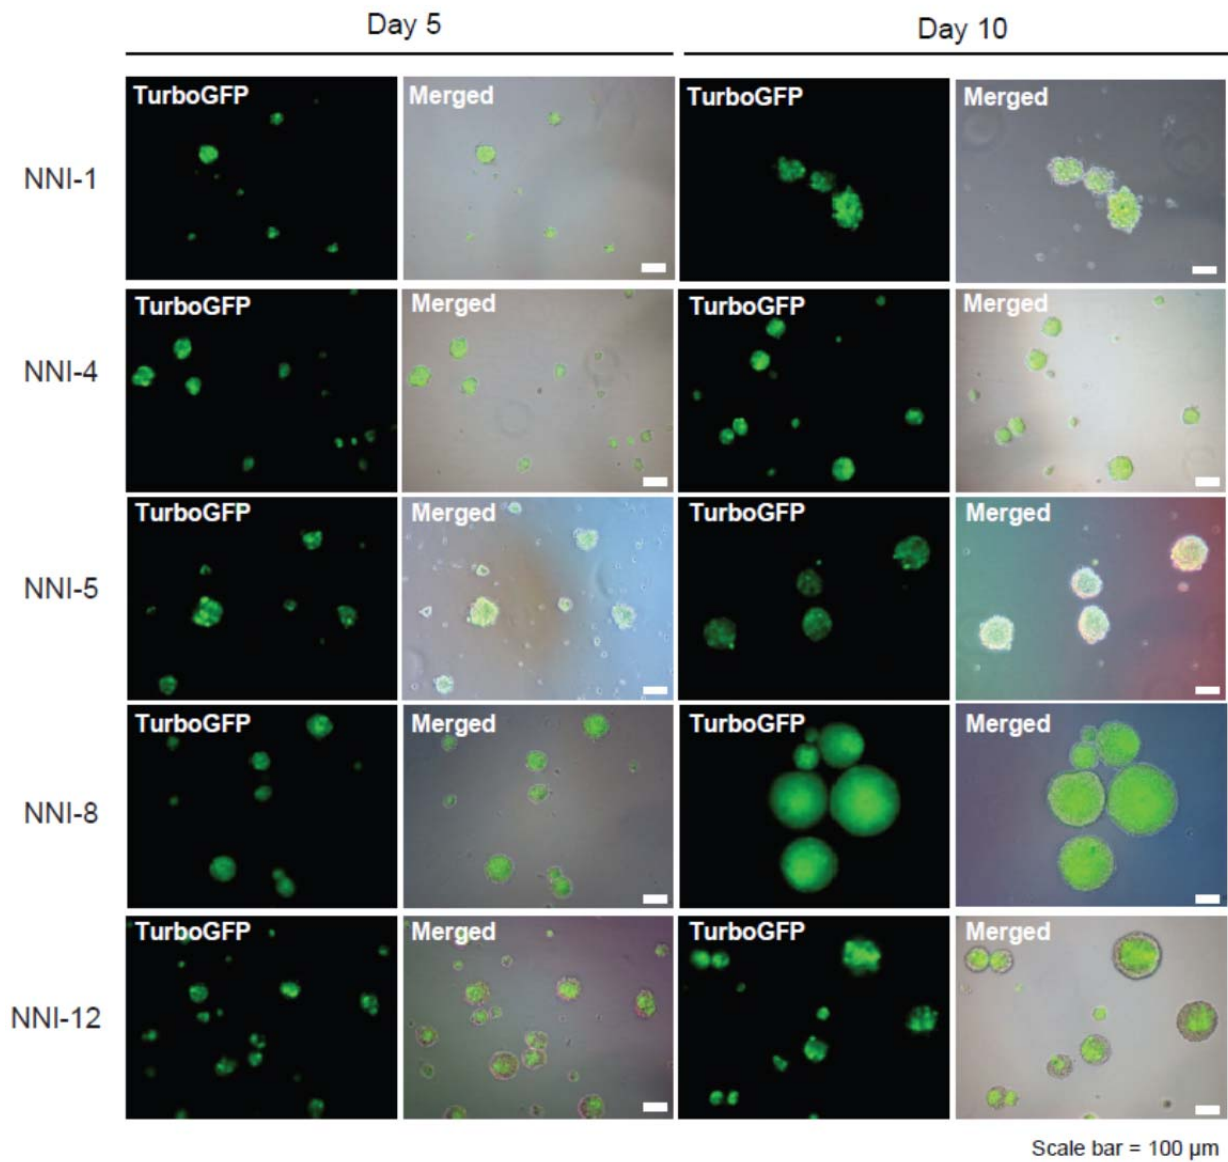 Day 5
Day 10
NNI-1
TurboGFP
Merged
TurboGFP
Merged
NNI-4
TurboGFP
Merged
TurboGFP
Merged
NNI-5
TurboGFP
Merged
TurboGFP
Merged
NNI-8
TurboGFP
Merged
TurboGFP
Merged
NNI-12
TurboGFP
Merged
TurboGFP
Merged
Scale bar = 100 µm